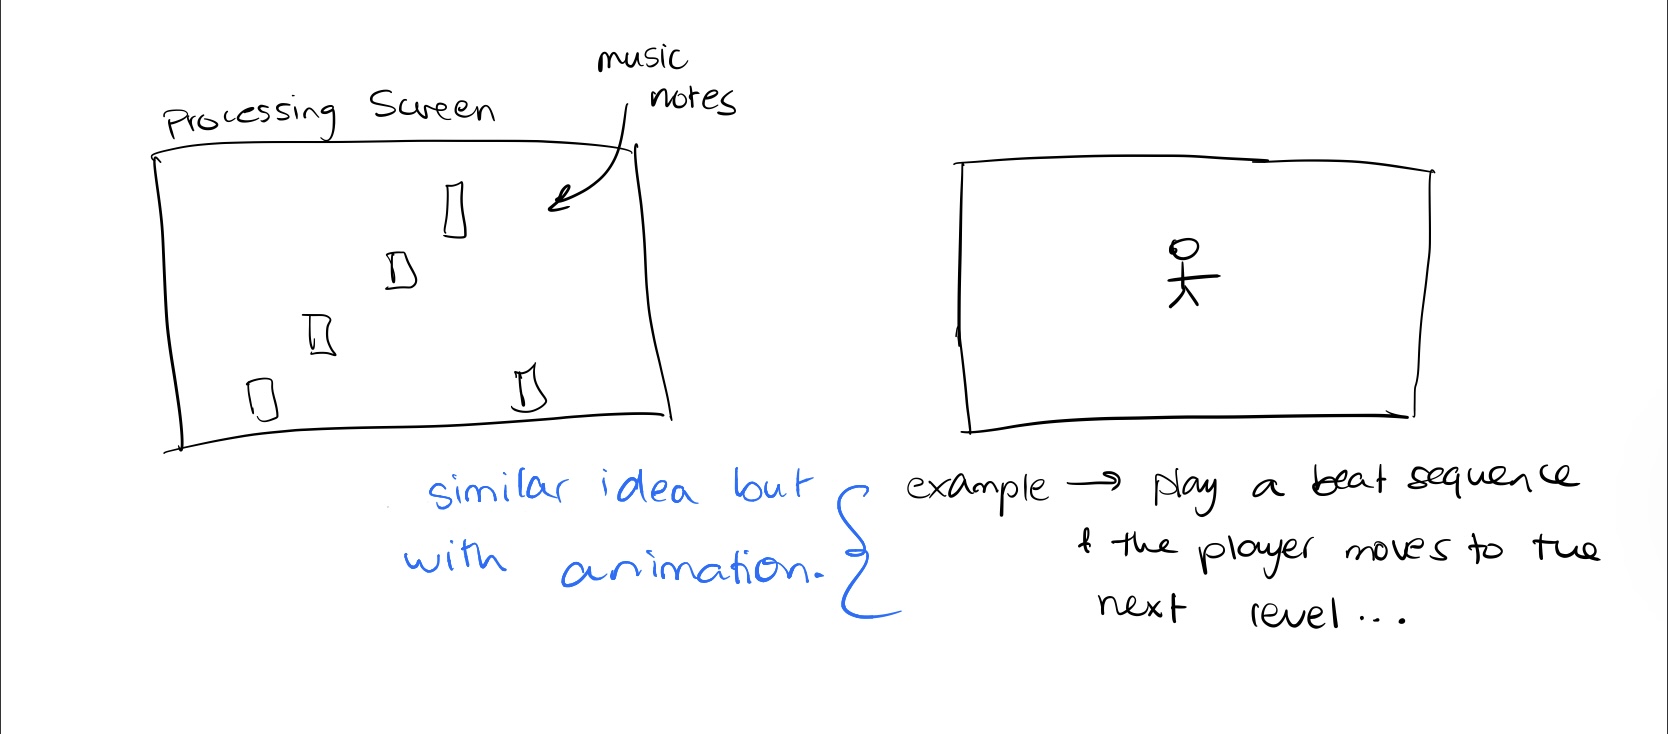 music
notes
Processing Screen
similar idea but
with animation.
example → play a beat sequence
& the player moves to the
next level...